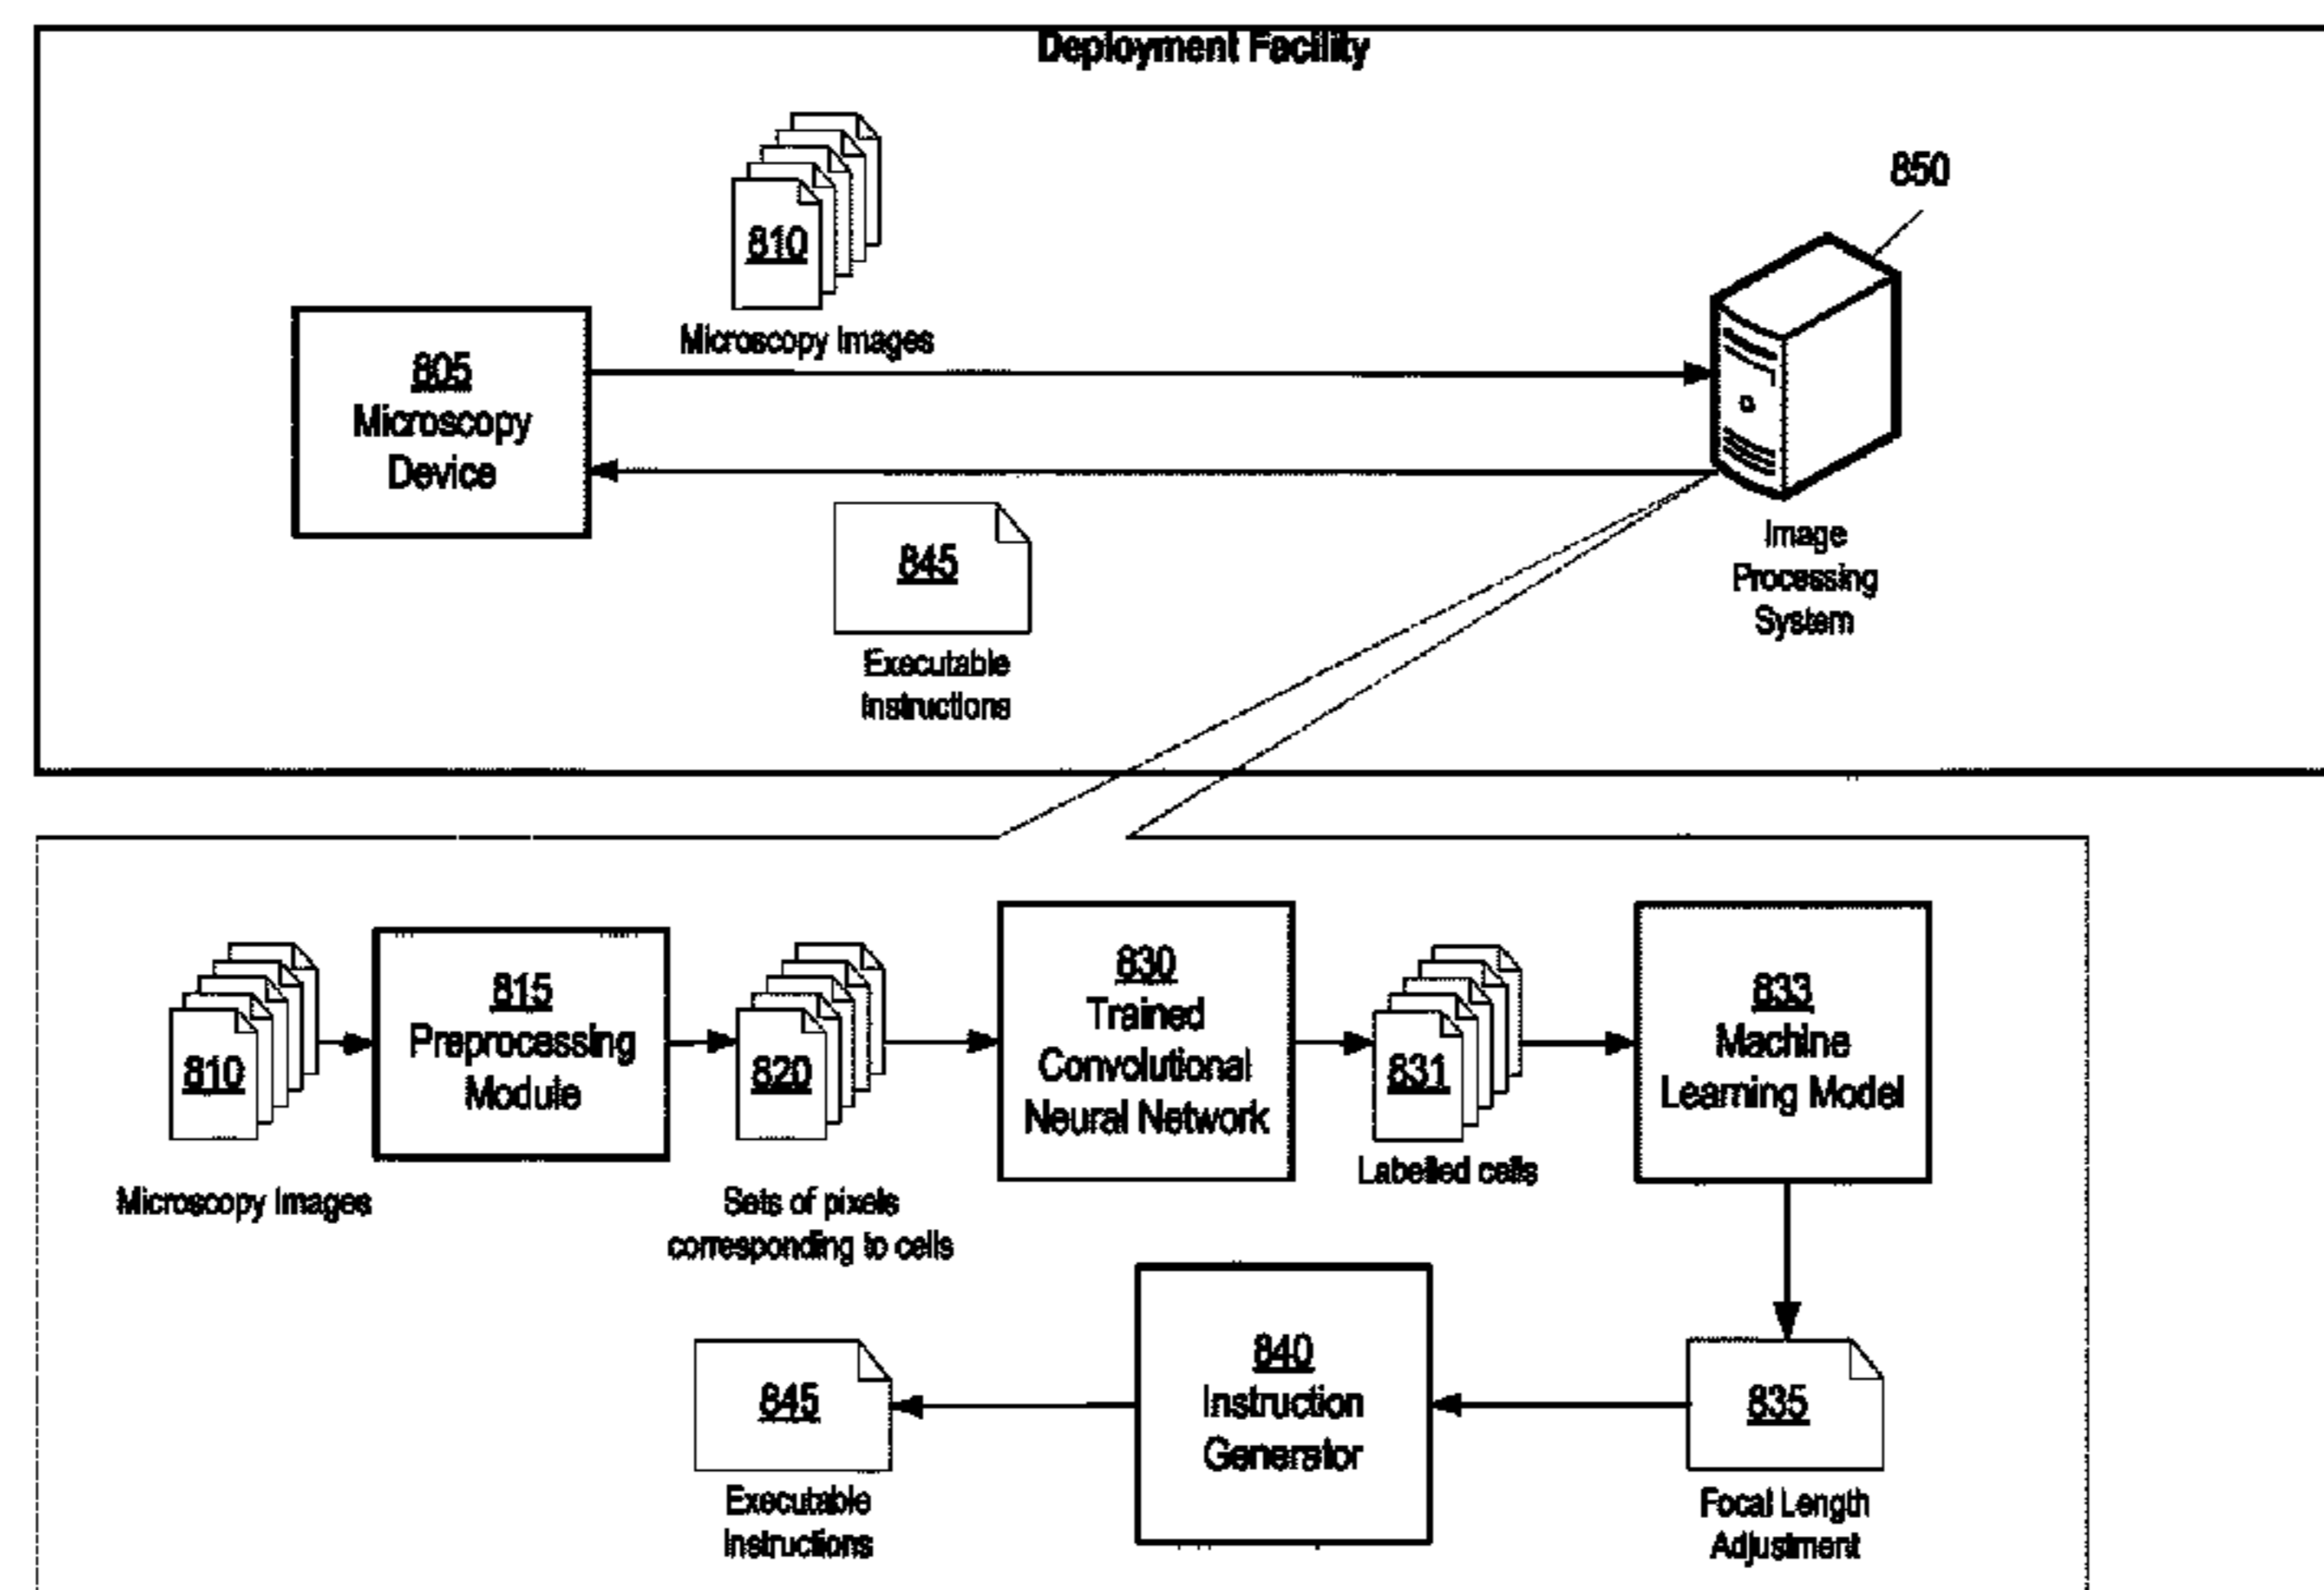 Deployment Facility
850
810
Microscopy Images
805
Microscopy
Device
845
Executable
Instructions
Image
Processing
System
810
Microscopy Images
815
Preprocessing
Module
820
Sets of pixels
corresponding to cells
830
Trained
Convolutional
Neural Network
831
Labelled cells
833
Machine
Learning Model
835
Focal Length
Adjustment
840
Instruction
Generator
845
Executable
Instructions